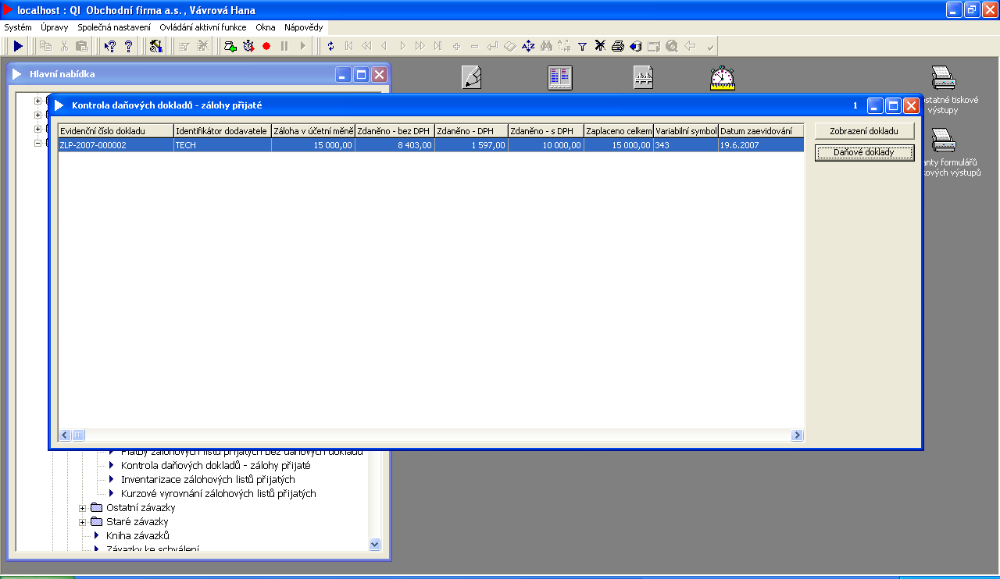 localhost : QI Obchodní firma a.s. , Vávrová Hana
Systém Úpravy Společná nastavení Ovládání aktivní funkce Okna Nápovědy
Hlavní nabídka
Kontrola daňových dokladů - zálohy přijaté 1
Evidenční číslo dokladu Identifikátor dodavatele Záloha v účetní měně Zdaněno - bez DPH Zdaněno - DPH Zdaněno - s DPH Zaplaceno celkem Variabilní symbol Datum zaevidování
ZLP-2007-000002 TECH 15 000,00 8 403,00 1 597,00 10 000,00 15 000,00 343 19.6.2007
Zobrazení dokladu
Daňové doklady
statné tiskové
výstupy
anty formulářů
kových výstupů
Platby zálohových listů přijatých bez daňových dokladů
Kontrola daňových dokladů - zálohy přijaté
Inventarizace zálohových listů přijatých
Kurzové vyrovnání zálohových listů přijatých
Ostatní závazky
Staré závazky
Kniha závazků
Závazky ke schválení